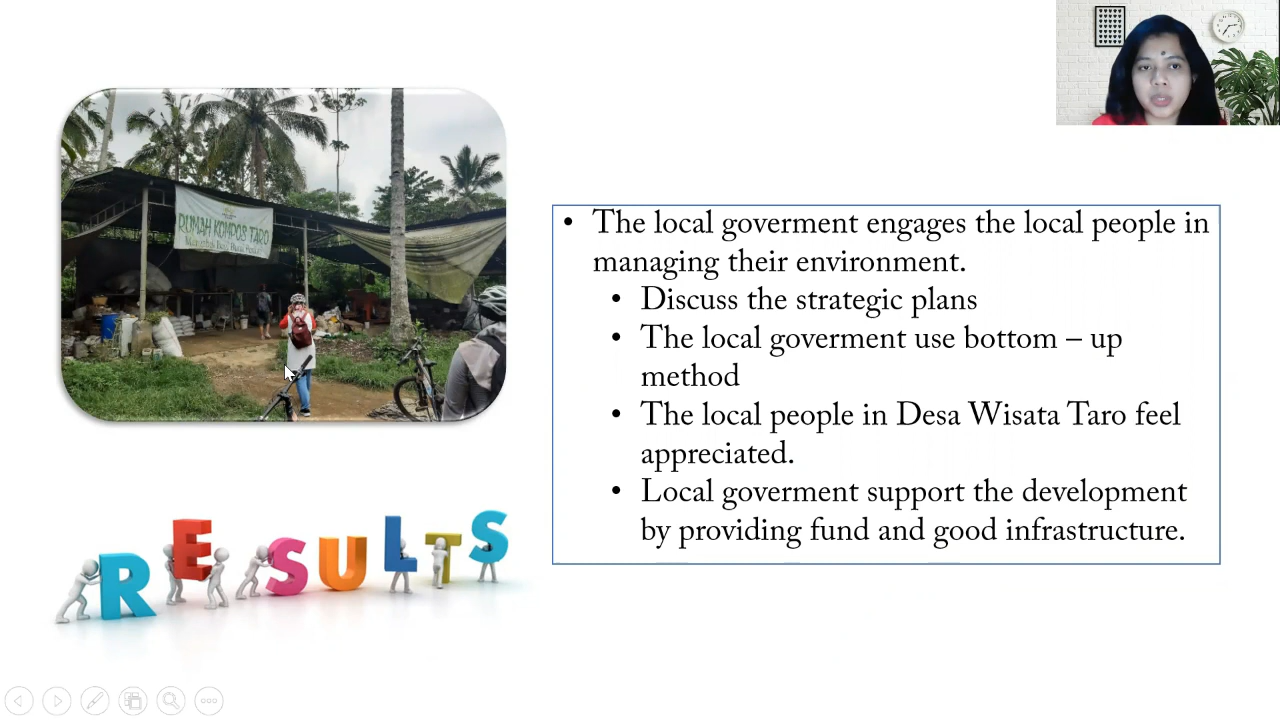 RUMAH KOMPOS TARO
• The local goverment engages the local people in
managing their environment.
• Discuss the strategic plans
• The local goverment use bottom – up
method
• The local people in Desa Wisata Taro feel
appreciated.
• Local goverment support the development
by providing fund and good infrastructure.
RESULTS